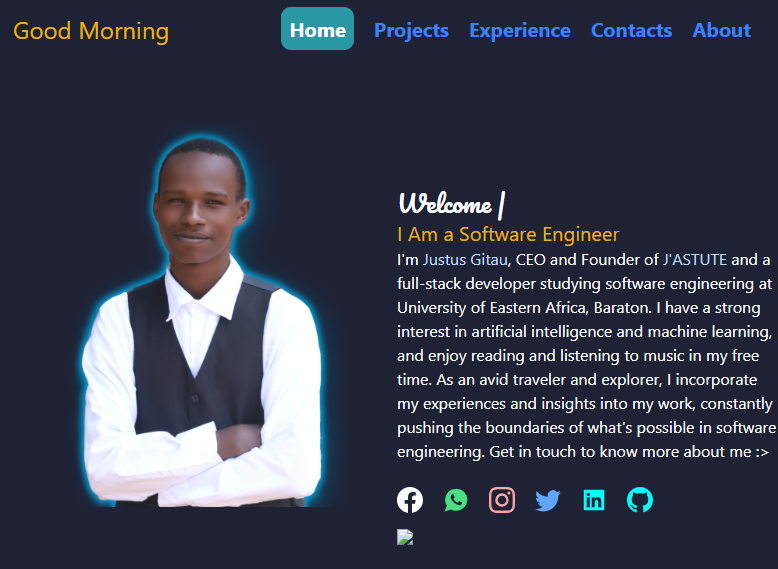 Good Morning
Home Projects Experience Contacts About
Welcome |
I Am a Software Engineer
I'm Justus Gitau, CEO and Founder of J'ASTUTE and a
full-stack developer studying software engineering at
University of Eastern Africa, Baraton. I have a strong
interest in artificial intelligence and machine learning,
and enjoy reading and listening to music in my free
time. As an avid traveler and explorer, I incorporate
my experiences and insights into my work, constantly
pushing the boundaries of what's possible in software
engineering. Get in touch to know more about me :>